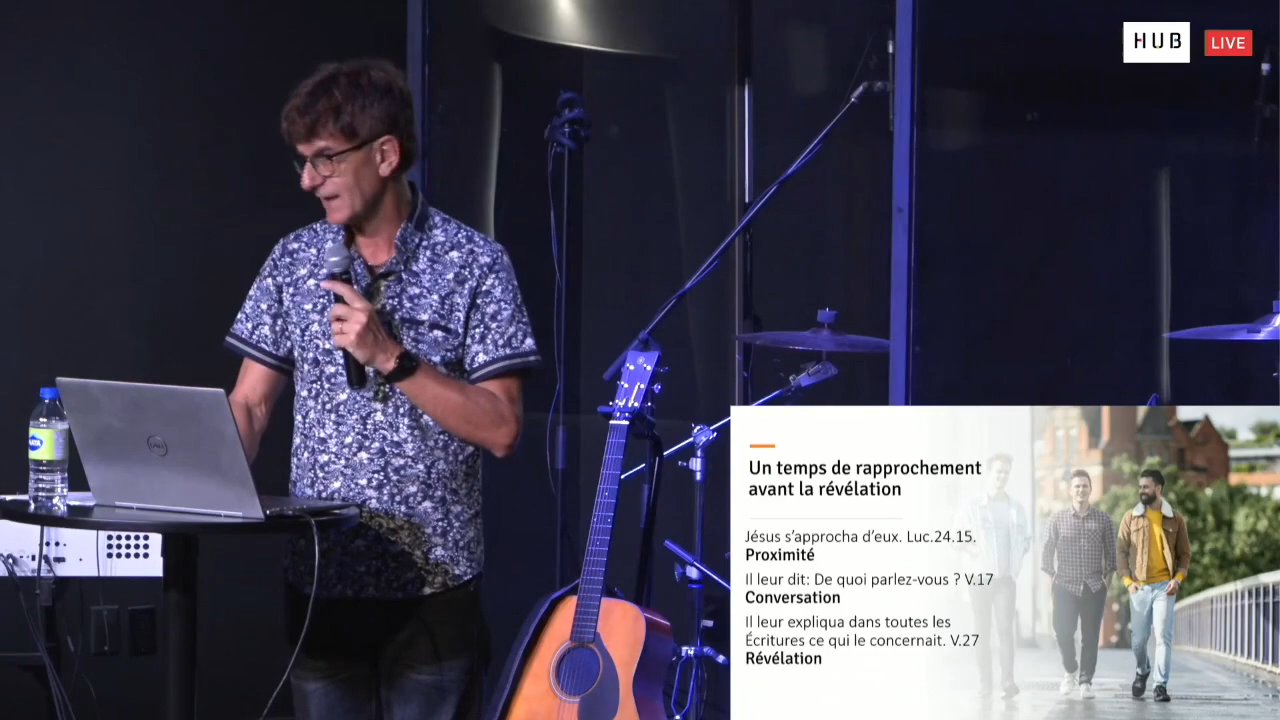 HUB
LIVE
DELL
Un temps de rapprochement
avant la révélation
Jésus s’approcha d’eux. Luc.24.15.
Proximité
Il leur dit: De quoi parlez-vous ? V.17
Conversation
Il leur expliqua dans toutes les
Écritures ce qui le concernait. V.27
Révélation